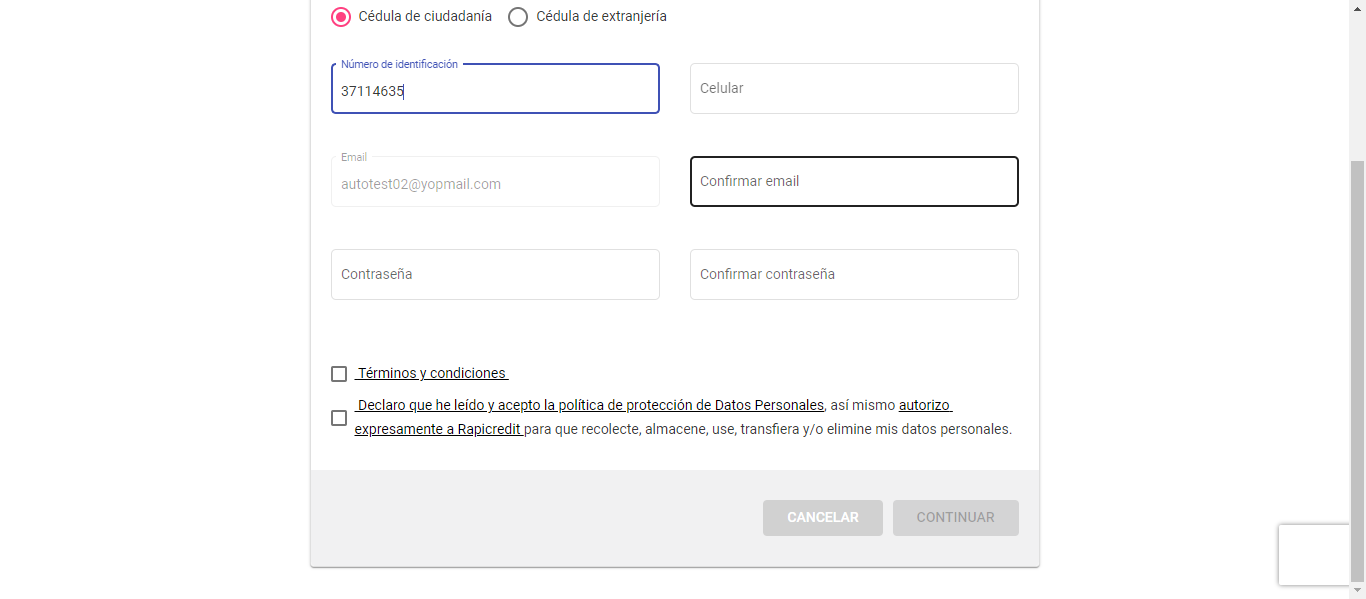 Cédula de ciudadanía Cédula de extranjería
Número de identificación
37114635 Celular
Email
autotest02@yopmail.com Confirmar email
Contraseña Confirmar contraseña
Términos y condiciones
Declaro que he leído y acepto la política de protección de Datos Personales, así mismo autorizo
expresamente a Rapicredit para que recolecte, almacene, use, transfiera y/o elimine mis datos personales.
CANCELAR CONTINUAR